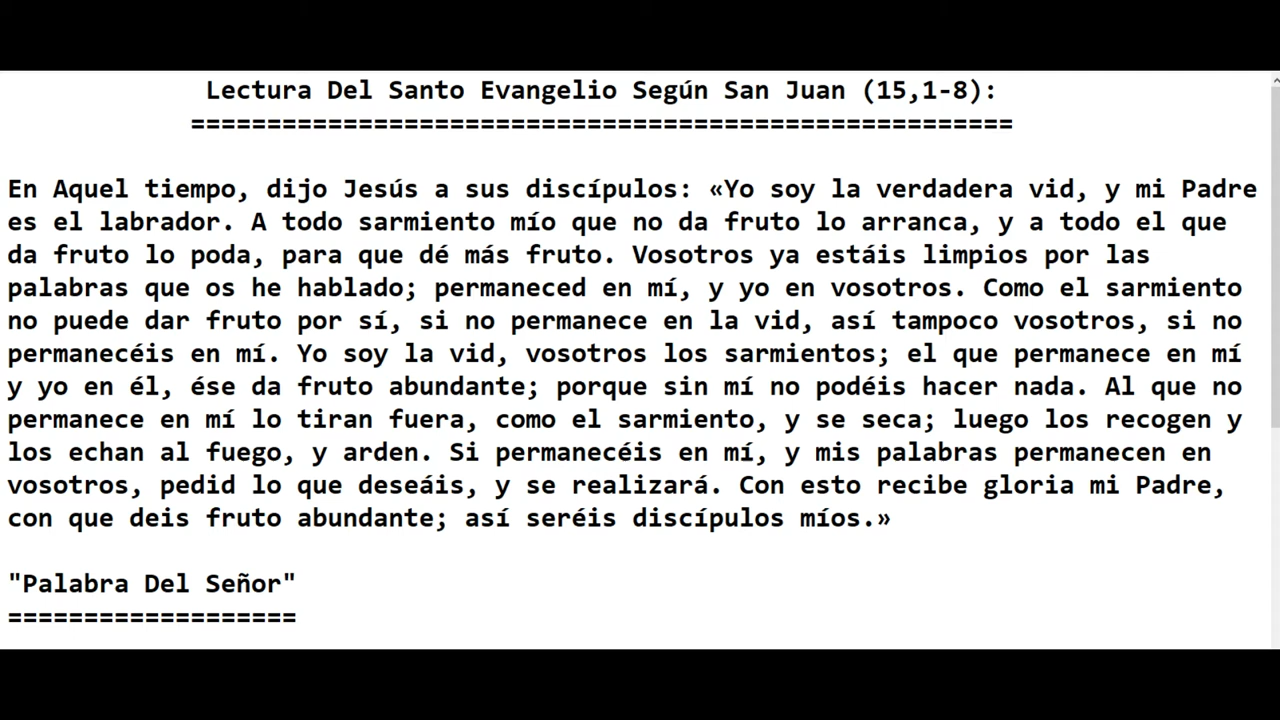 Lectura Del Santo Evangelio Según San Juan (15,1-8):
======================================================
En Aquel tiempo, dijo Jesús a sus discípulos: «Yo soy la verdadera vid, y mi Padre
es el labrador. A todo sarmiento mío que no da fruto lo arranca, y a todo el que
da fruto lo poda, para que dé más fruto. Vosotros ya estáis limpios por las
palabras que os he hablado; permaneced en mí, y yo en vosotros. Como el sarmiento
no puede dar fruto por sí, si no permanece en la vid, así tampoco vosotros, si no
permanecéis en mí. Yo soy la vid, vosotros los sarmientos; el que permanece en mí
y yo en él, ése da fruto abundante; porque sin mí no podéis hacer nada. Al que no
permanece en mí lo tiran fuera, como el sarmiento, y se seca; luego los recogen y
los echan al fuego, y arden. Si permanecéis en mí, y mis palabras permanecen en
vosotros, pedid lo que deseáis, y se realizará. Con esto recibe gloria mi Padre,
con que deis fruto abundante; así seréis discípulos míos.»
"Palabra Del Señor"
===================